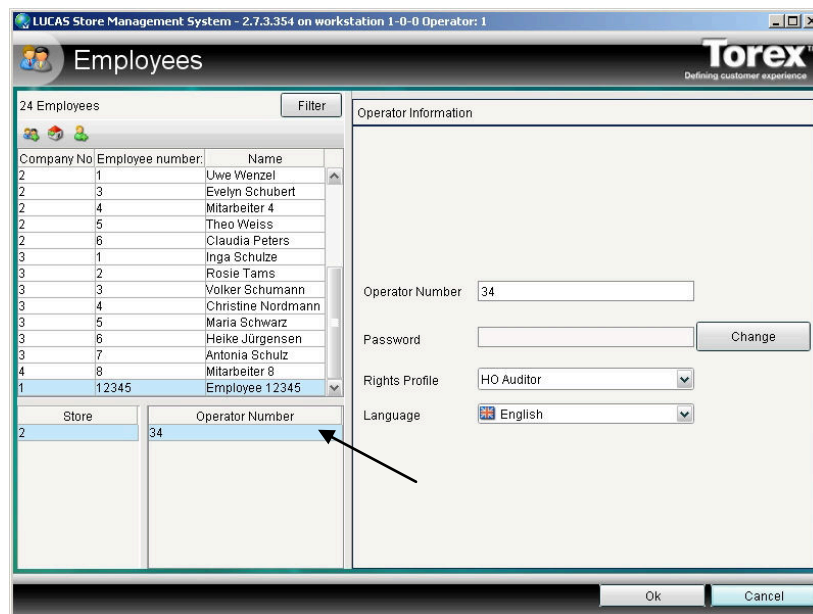 LUCAS Store Management System - 2.7.3.354 on workstation 1-0-0 Operator: 1
Employees
Torex™
Defining customer experience
24 Employees
Filter
Company No Employee number: Name
2 1 Uwe Wenzel
2 3 Evelyn Schubert
2 4 Mitarbeiter 4
2 5 Theo Weiss
2 6 Claudia Peters
3 1 Inga Schulze
3 2 Rosie Tams
3 3 Volker Schumann
3 4 Christine Nordmann
3 5 Maria Schwarz
3 6 Heike Jürgensen
3 7 Antonia Schulz
4 8 Mitarbeiter 8
1 12345 Employee 12345
Store Operator Number
2 34
Operator Information
Operator Number 34
Password Change
Rights Profile HO Auditor
Language English
Ok Cancel